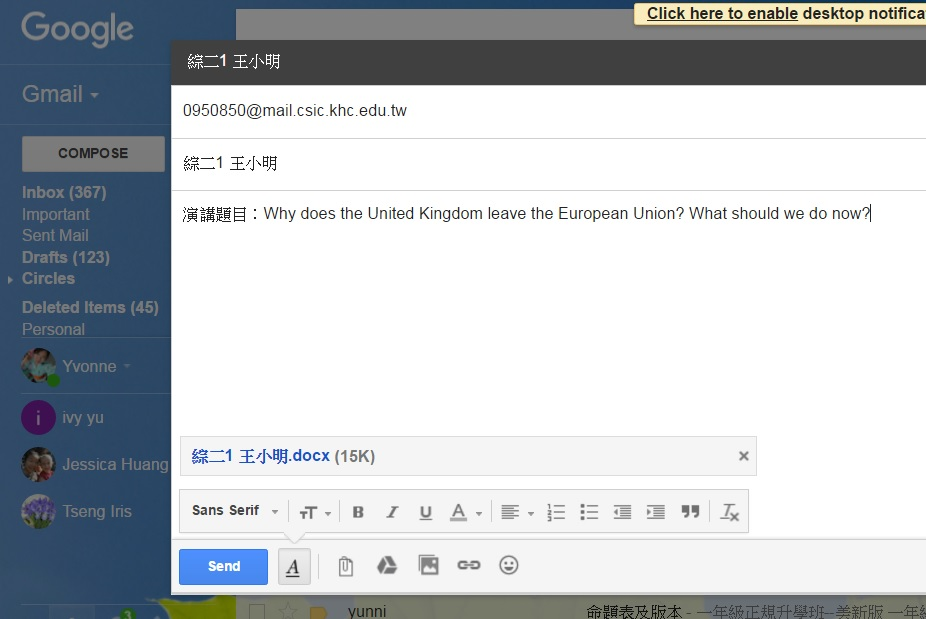 Click here to enable desktop notifica
Google
綜二1 王小明
Gmail
0950850@mail.csic.khc.edu.tw
COMPOSE
綜二1 王小明
Inbox (367)
Important
Sent Mail
Drafts (123)
Circles
Deleted Items (45)
Personal
演講題目：Why does the United Kingdom leave the European Union? What should we do now?
Yvonne
i ivy yu
Jessica Huang
Tseng Iris
綜二1 王小明.docx (15K)
Sans Serif
Send
3
yunni 命題表及版本 - 一年級正規升學班--美新版 一年級